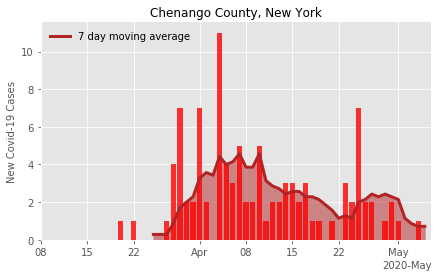 Chenango County, New York
7 day moving average
New Covid-19 Cases
10
8
6
4
2
0
08 15 22 Apr 08 15 22 May
2020-May